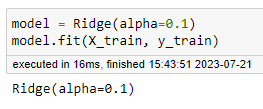 model = Ridge(alpha=0.1)
model.fit(X_train, y_train)
executed in 16ms, finished 15:43:51 2023-07-21
Ridge(alpha=0.1)